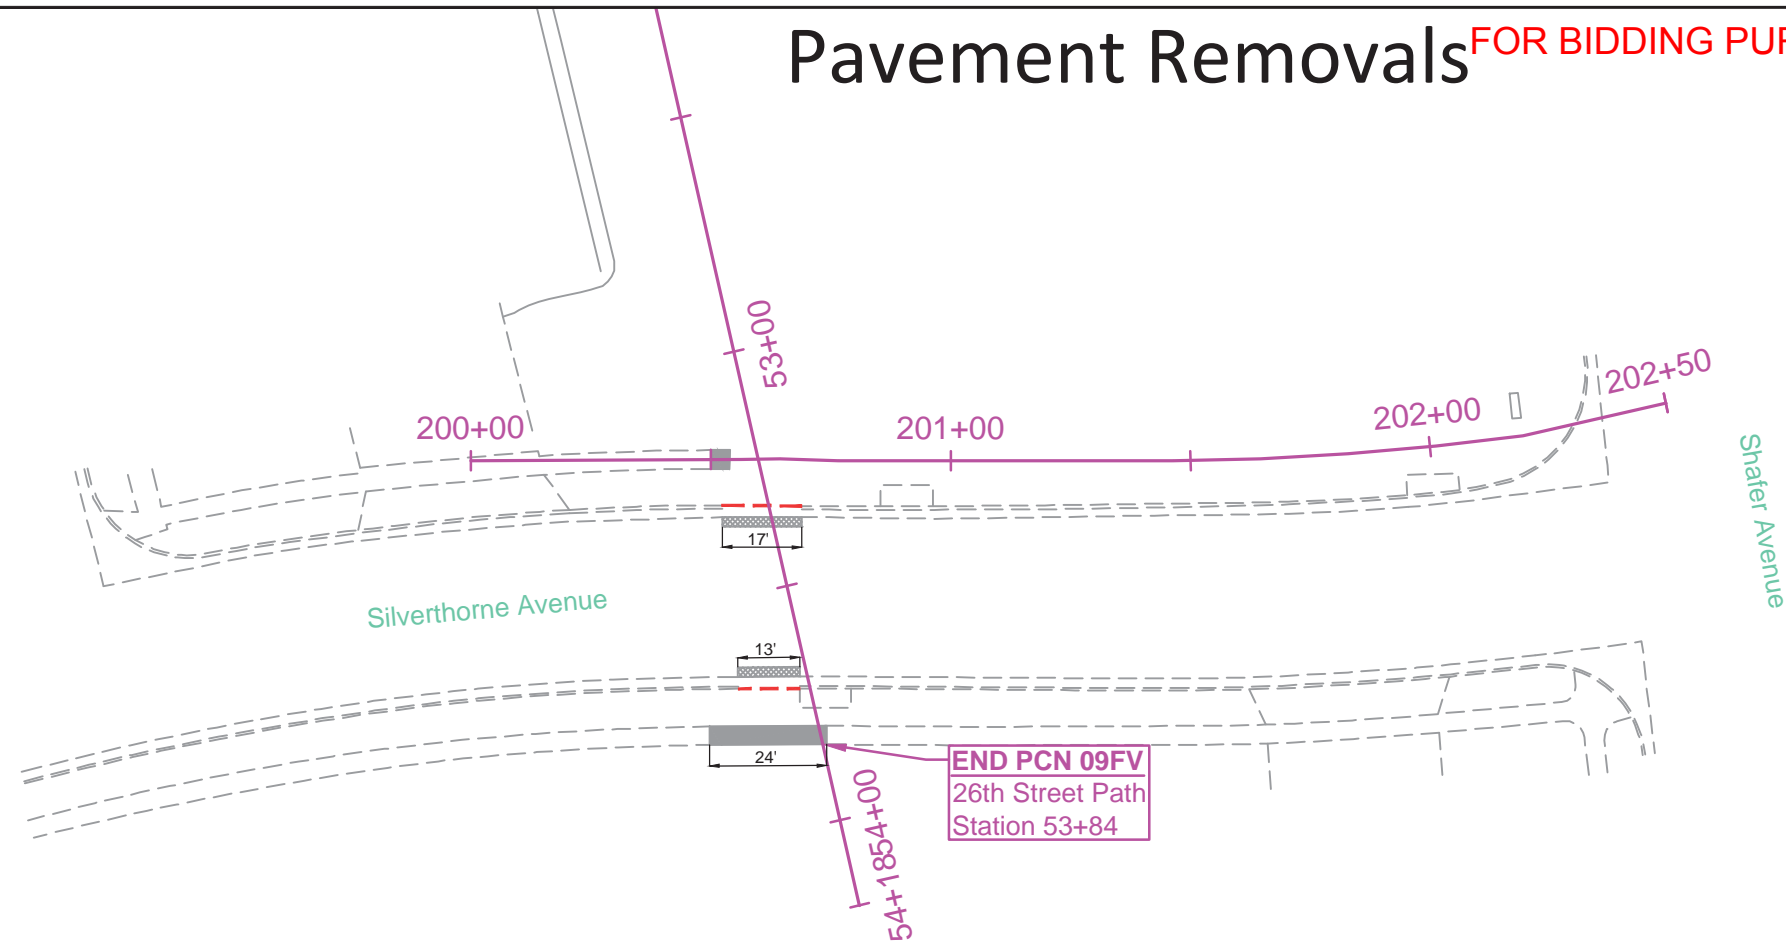 Pavement Removals
FOR BIDDING PUR
53+00
200+00
201+00
202+00
202+50
Shafer Avenue
17'
Silverthorne Avenue
13'
24'
END PCN 09FV
26th Street Path
Station 53+84
54+00
54+18